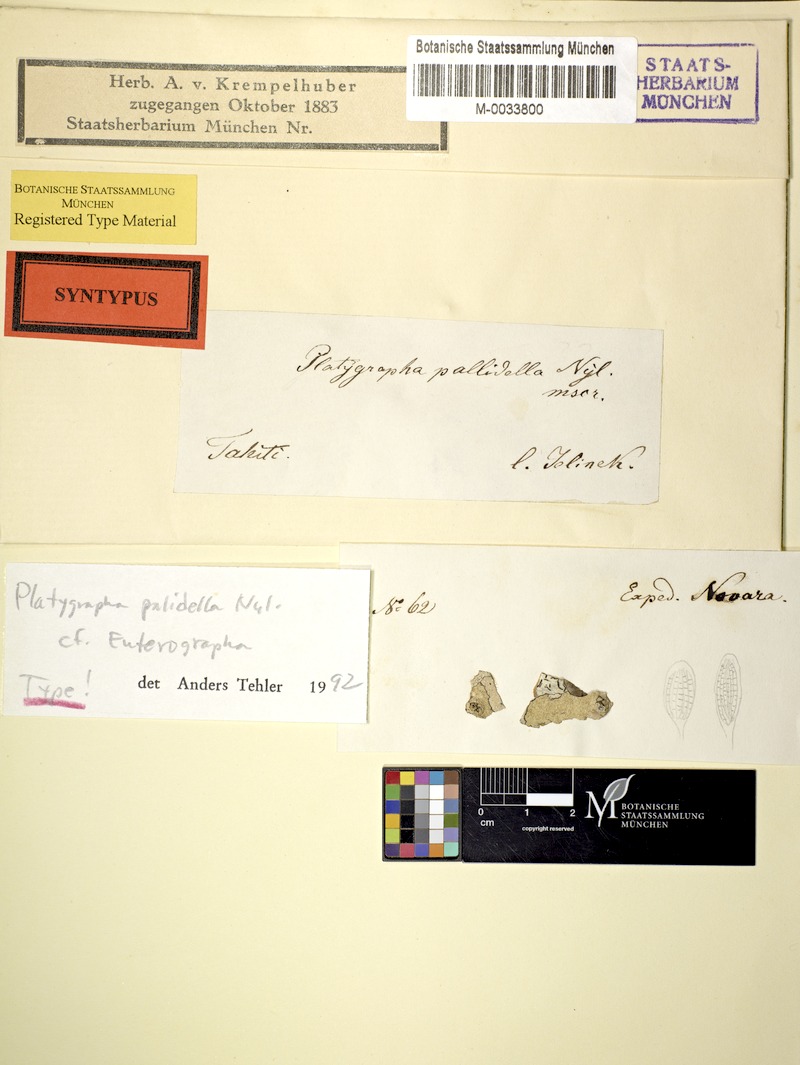 Botanische Staatssammlung München
M-0033800
STAATS-
HERBARIUM
MÜNCHEN
Herb. A. v. Krempelhuber
zugegangen Oktober 1883
Staatsherbarium München Nr.
BOTANISCHE STAATSSAMMLUNG
MÜNCHEN
Registered Type Material
SYNTYPUS
Platygrapha pallidella Nyl.
mscr.
Tahiti.
l. Jelinek.
Platygrapha palidella Nyl.
cf. Enterographa
Type!
det Anders Tehler 1992
No 62
Exped. Novara.
0 1 2
cm
copyright reserved
M
BOTANISCHE
STAATSSAMMLUNG
MÜNCHEN